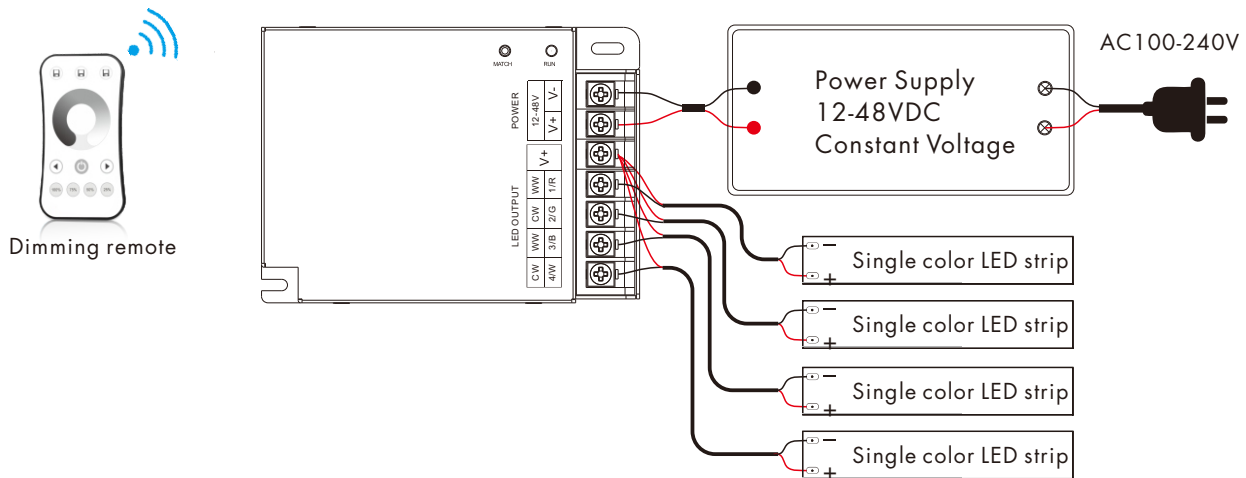 AC100-240V
MATCH
RUN
Power Supply
12-48VDC
Constant Voltage
POWER
12-48V
V-
V+
LED OUTPUT
V+
WW
1/R
CW
2/G
WW
3/B
CW
4/W
Dimming remote
− Single color LED strip
+
− Single color LED strip
+
− Single color LED strip
+
− Single color LED strip
+